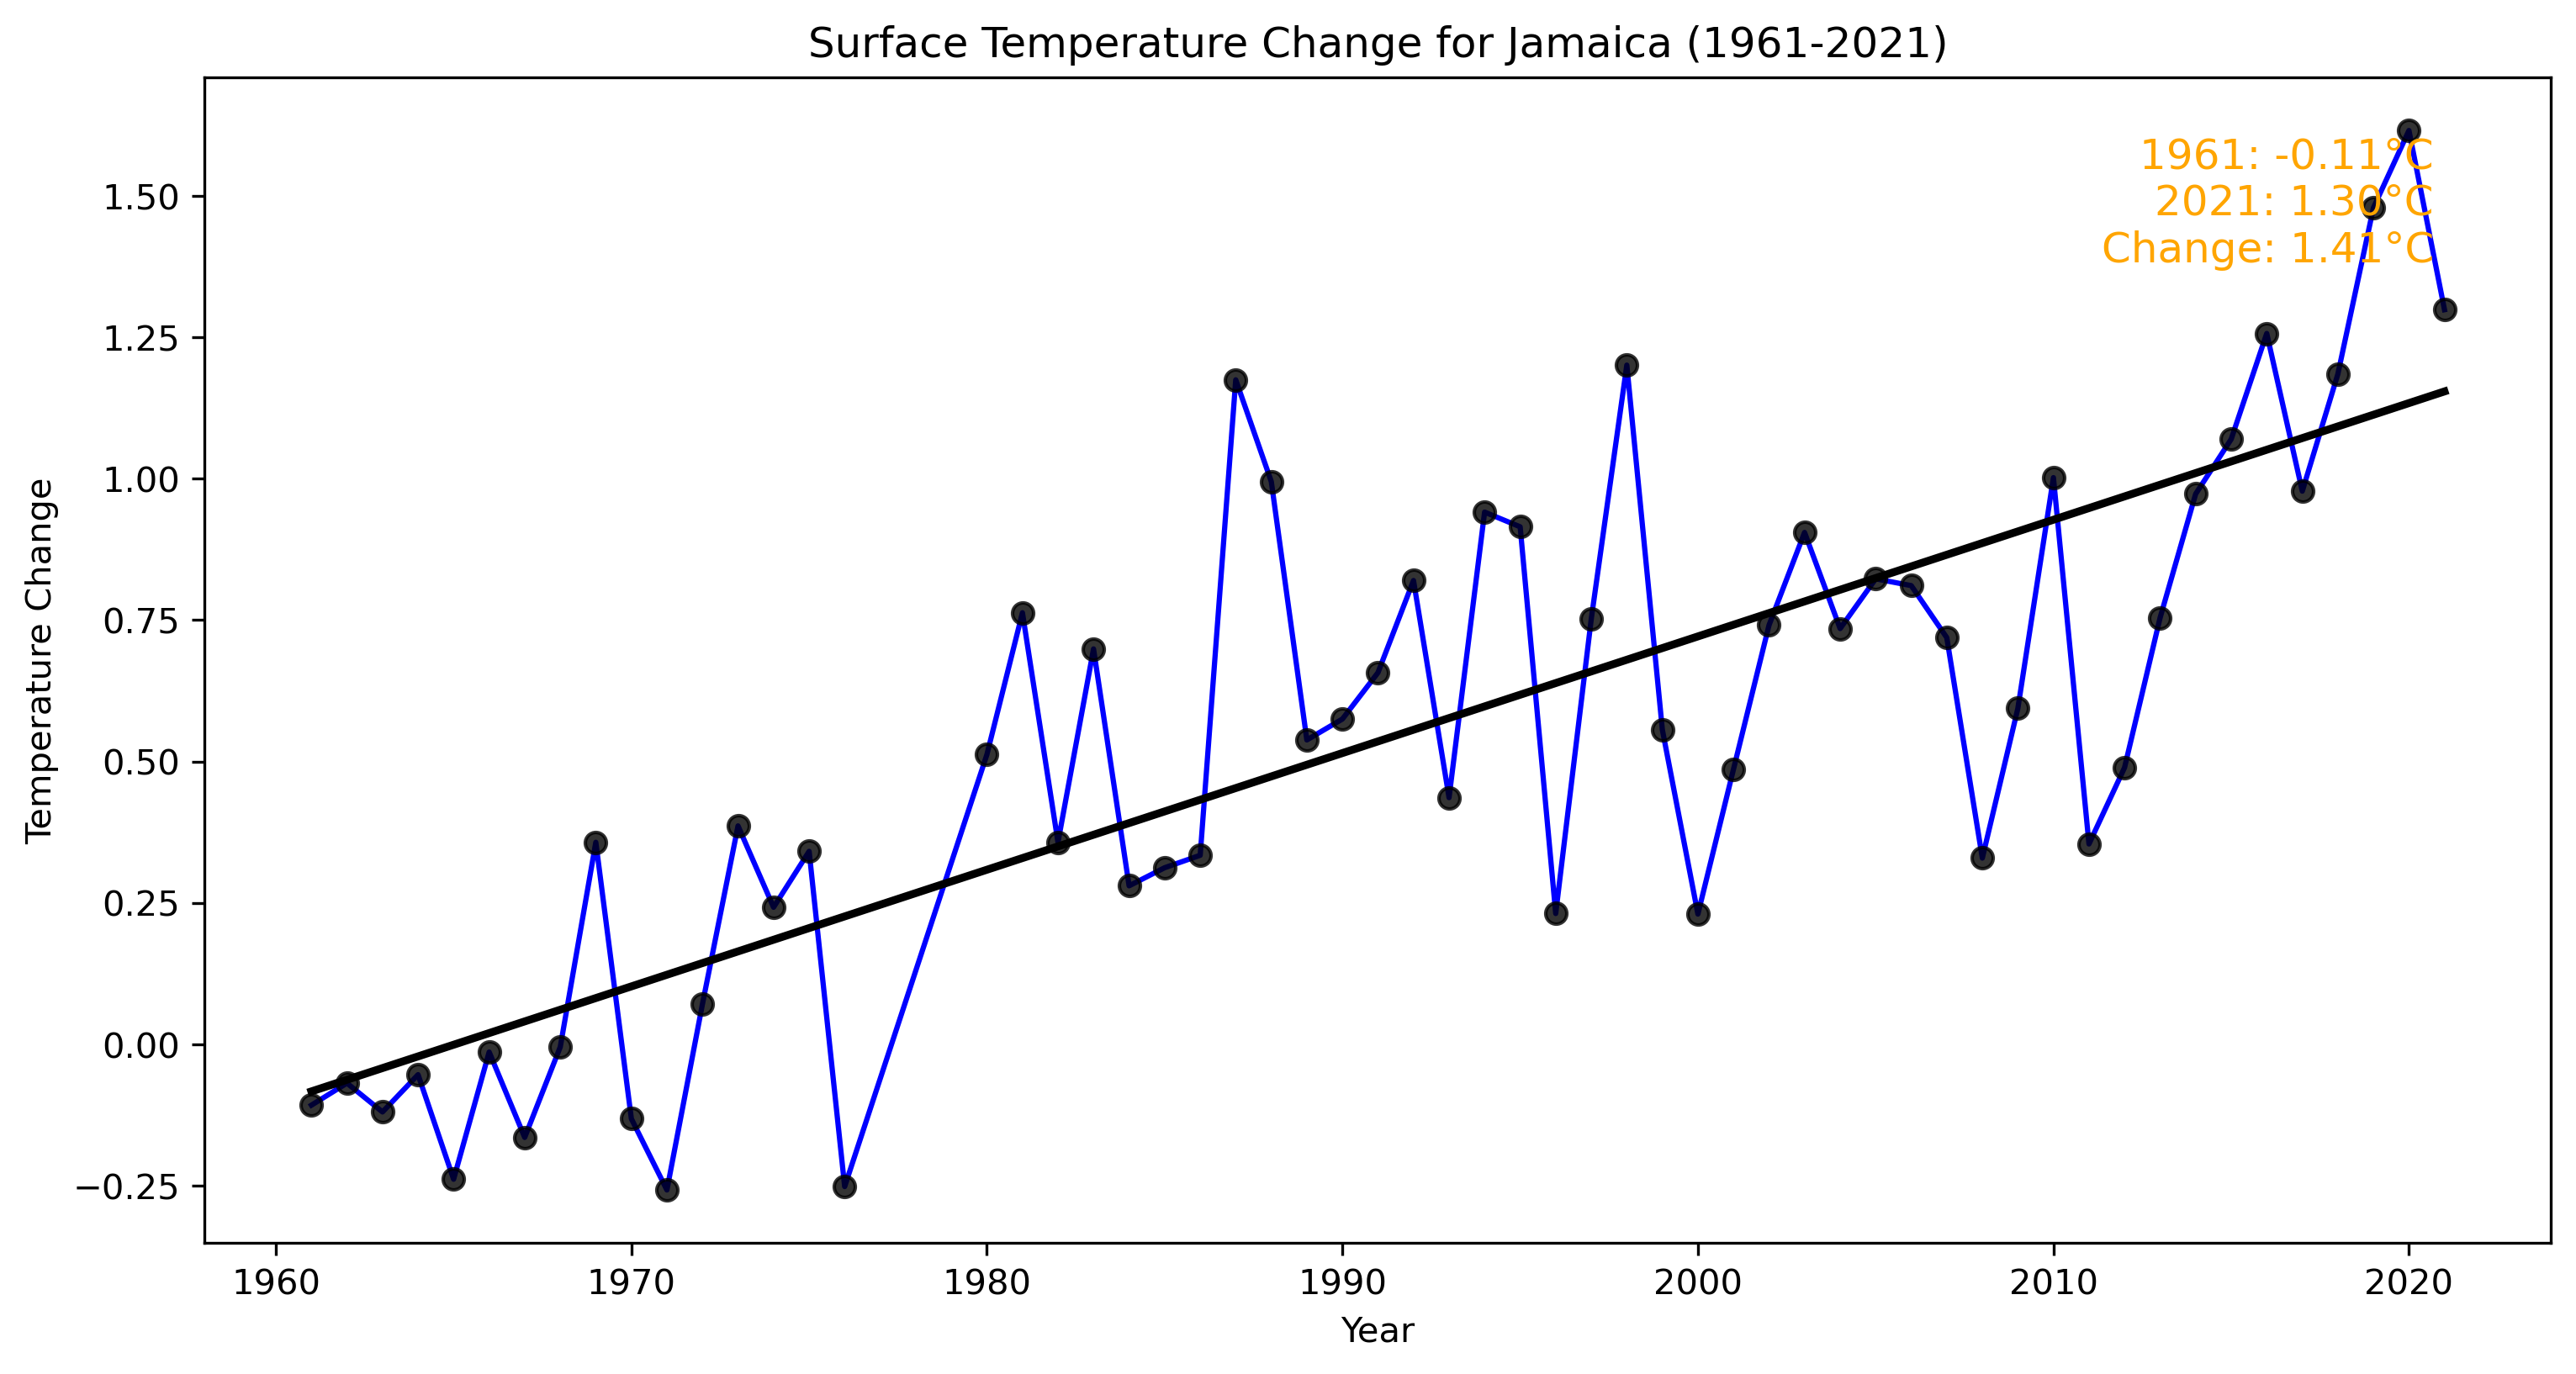 Surface Temperature Change for Jamaica (1961-2021)
1961: -0.11°C
2021: 1.30°C
Change: 1.41°C
Temperature Change
1.50
1.25
1.00
0.75
0.50
0.25
0.00
−0.25
1960 1970 1980 1990 2000 2010 2020
Year